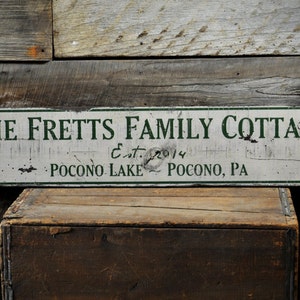 HE FRETTS FAMILY COTTA
Est. 2014
POCONO LAKE POCONO, PA